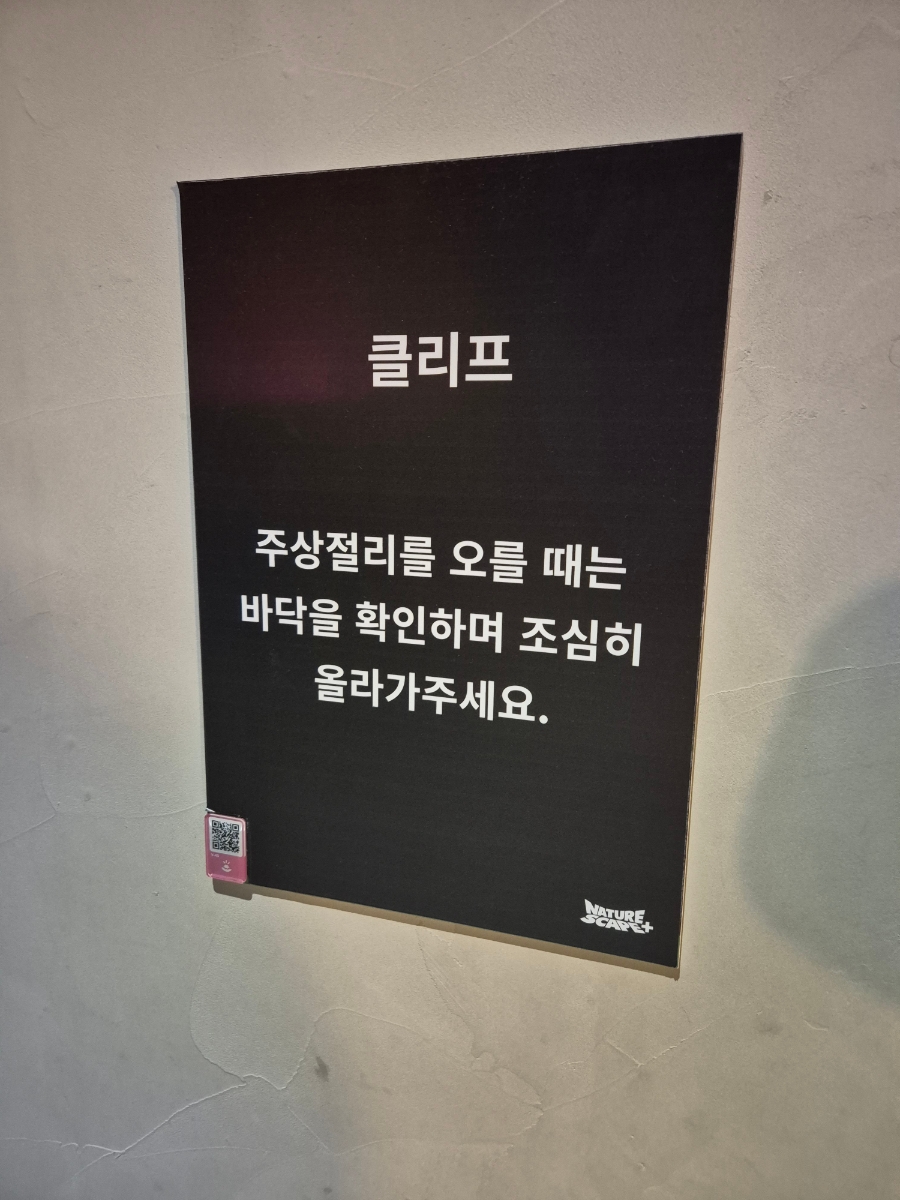 클리프
주상절리를 오를 때는
바닥을 확인하며 조심히
올라가주세요.
NATURE
SCAPE+